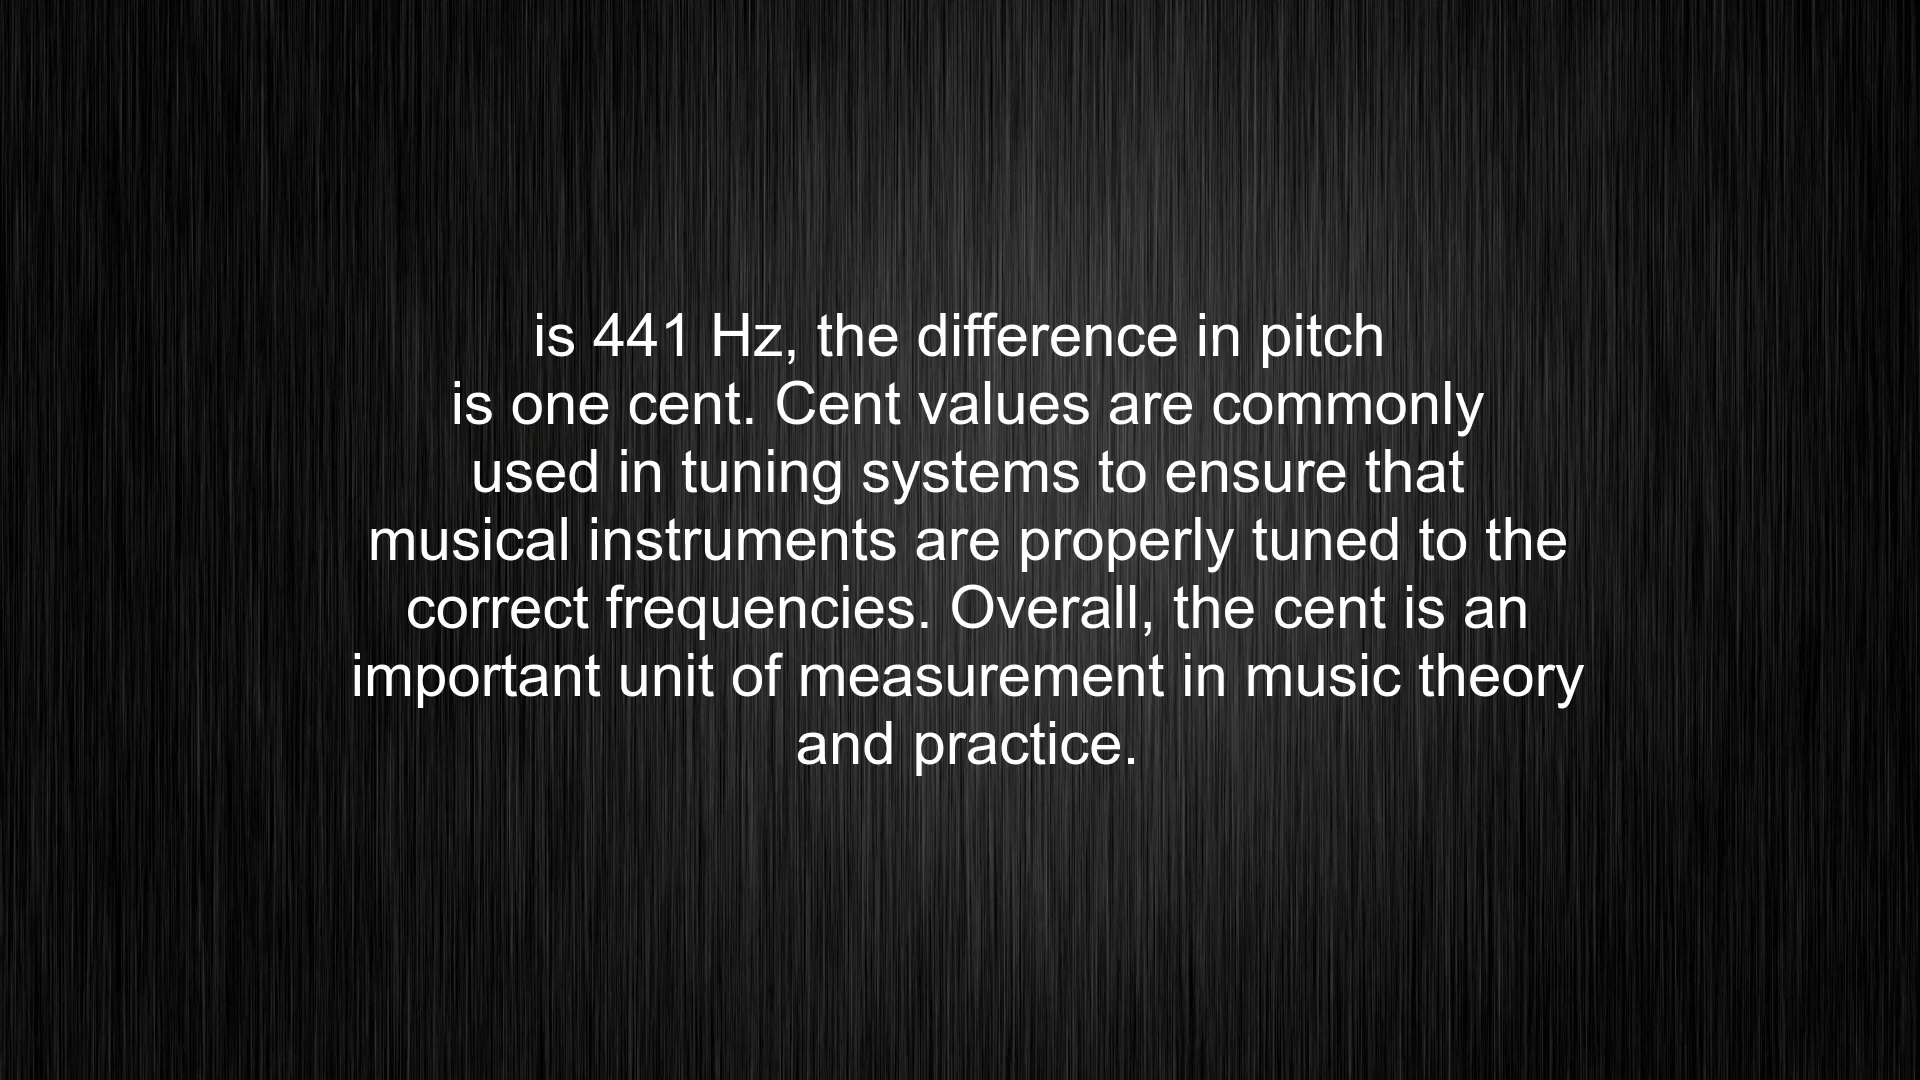 is 441 Hz, the difference in pitch
is one cent. Cent values are commonly
used in tuning systems to ensure that
musical instruments are properly tuned to the
correct frequencies. Overall, the cent is an
important unit of measurement in music theory
and practice.